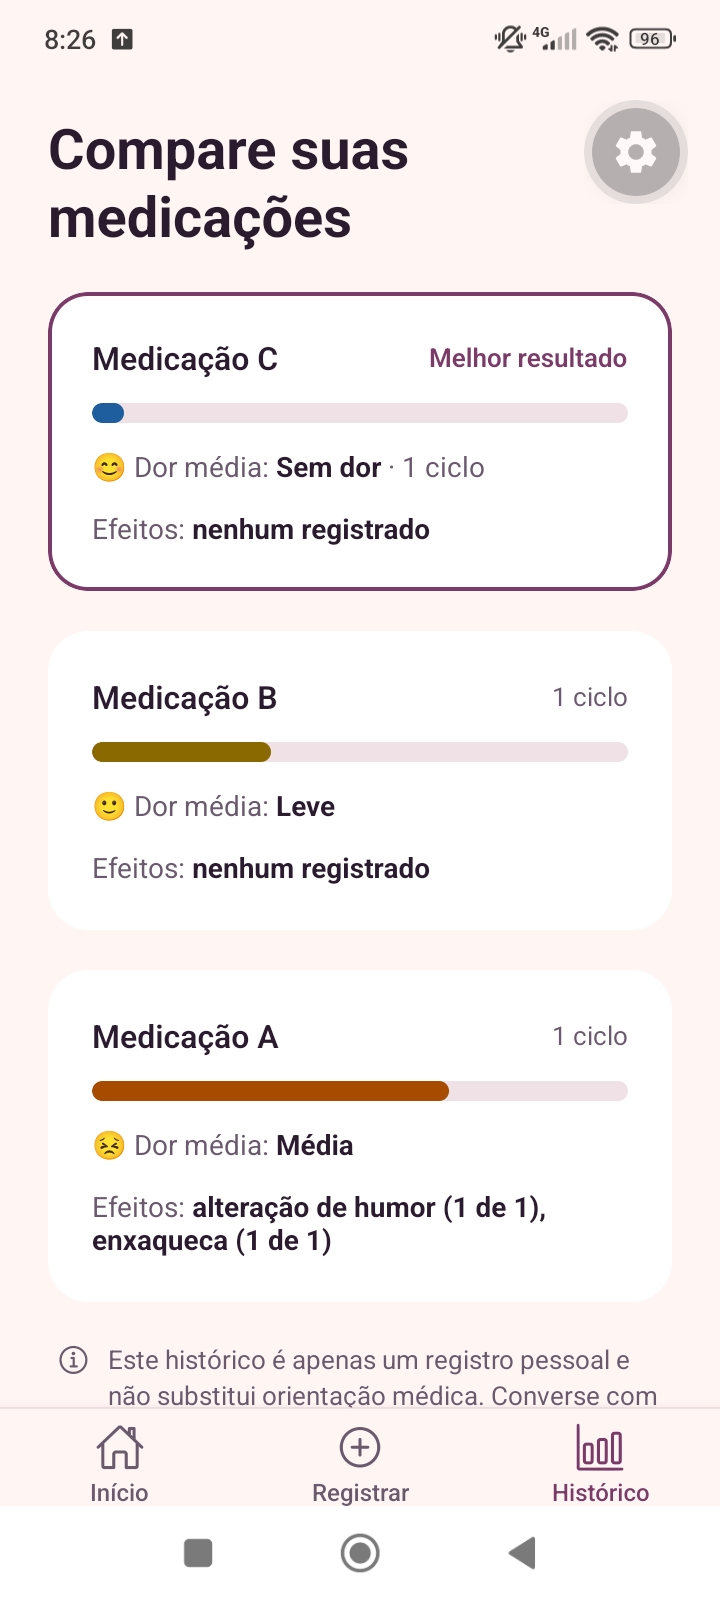 8:26
4G
96
Compare suas
medicações
Medicação C
Melhor resultado
😊 Dor média: Sem dor · 1 ciclo
Efeitos: nenhum registrado
Medicação B
1 ciclo
🙂 Dor média: Leve
Efeitos: nenhum registrado
Medicação A
1 ciclo
😣 Dor média: Média
Efeitos: alteração de humor (1 de 1),
enxaqueca (1 de 1)
Este histórico é apenas um registro pessoal e
não substitui orientação médica. Converse com
Início
Registrar
Histórico